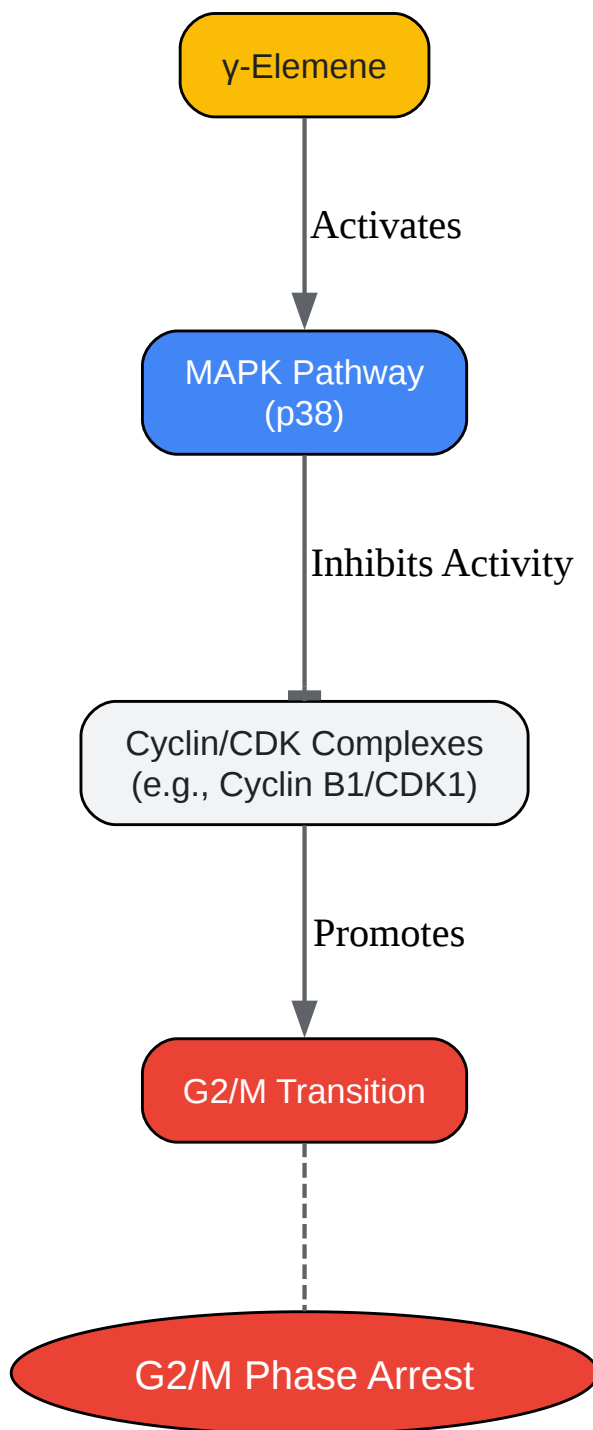 γ-Elemene
Activates
MAPK Pathway
(p38)
Inhibits Activity
Cyclin/CDK Complexes
(e.g., Cyclin B1/CDK1)
Promotes
G2/M Transition
G2/M Phase Arrest